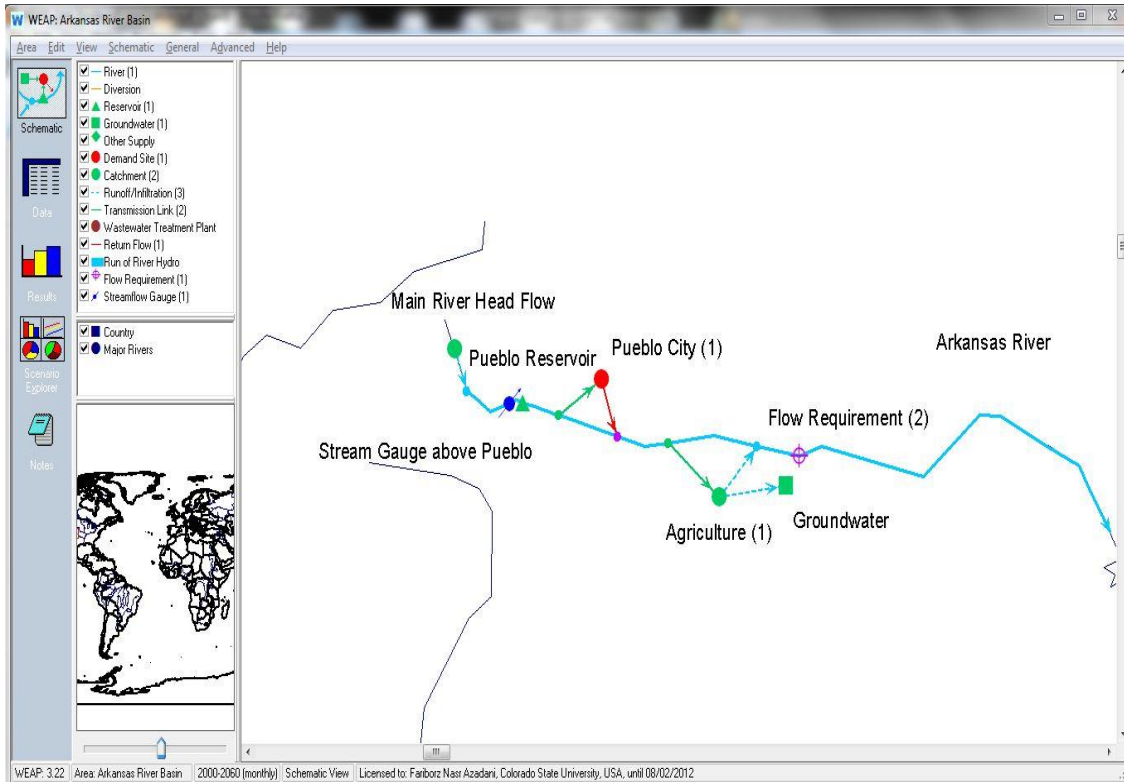 WEAP: Arkansas River Basin
Area Edit View Schematic General Advanced Help
Schematic
Data
Results
Scenario
Explorer
Notes
River (1)
Diversion
Reservoir (1)
Groundwater (1)
Other Supply
Demand Site (1)
Catchment (2)
Runoff/Infiltration (3)
Transmission Link (2)
Wastewater Treatment Plant
Return Flow (1)
Run of River Hydro
Flow Requirement (1)
Streamflow Gauge (1)
Country
Major Rivers
Main River Head Flow
Pueblo Reservoir
Pueblo City (1)
Arkansas River
Stream Gauge above Pueblo
Flow Requirement (2)
Agriculture (1)
Groundwater
WEAP: 3.22 Area: Arkansas River Basin 2000-2060 (monthly) Schematic View Licensed to: Fariborz Nasr Azadani, Colorado State University, USA, until 08/02/2012